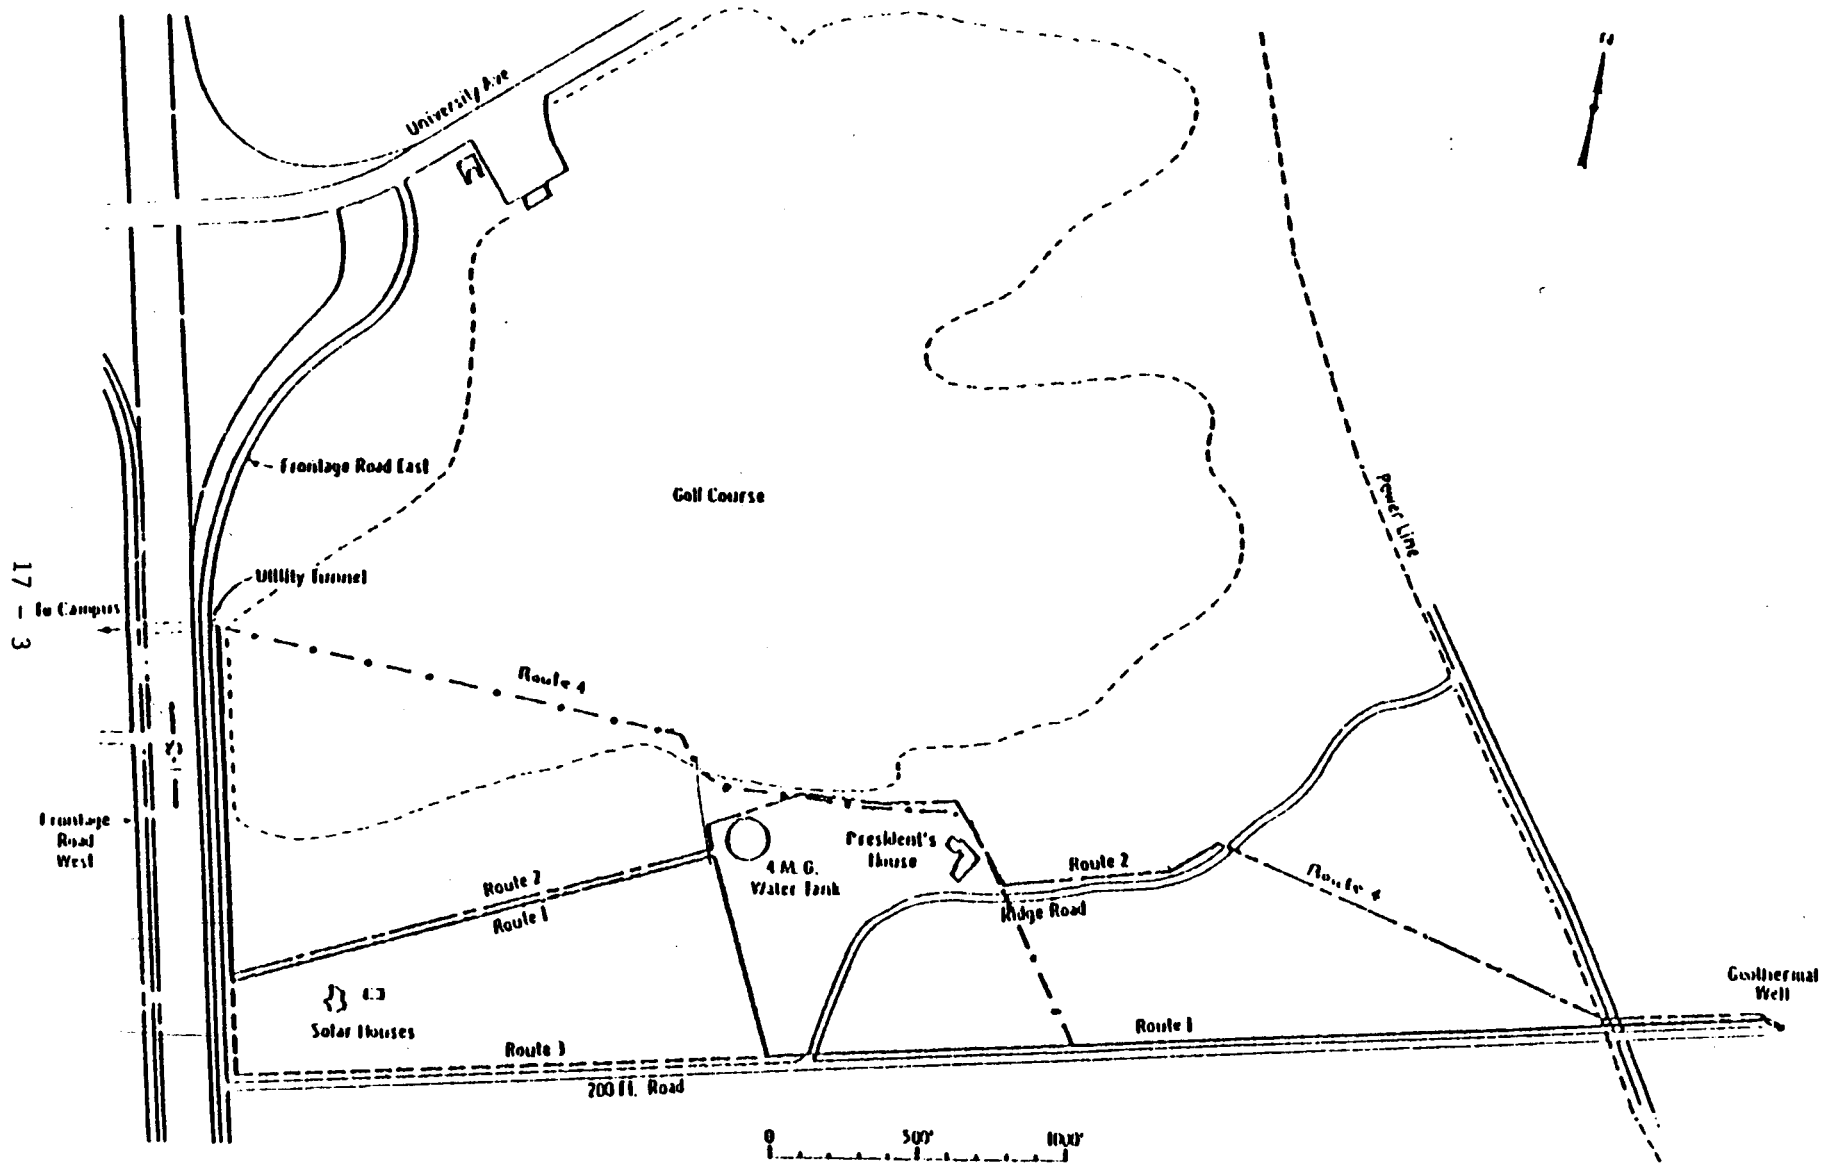 N
University Ave
Frontage Road East
Golf Course
Power Line
Utility Tunnel
To Campus
17 - 3
Route 4
Frontage
Road
West
President's
House
4 M. G.
Water Tank
Route 2
Route 2
Route 1
Route 4
Ridge Road
Geothermal
Well
Solar Houses
Route 1
Route 3
200 Ft. Road
0 500' 1000'